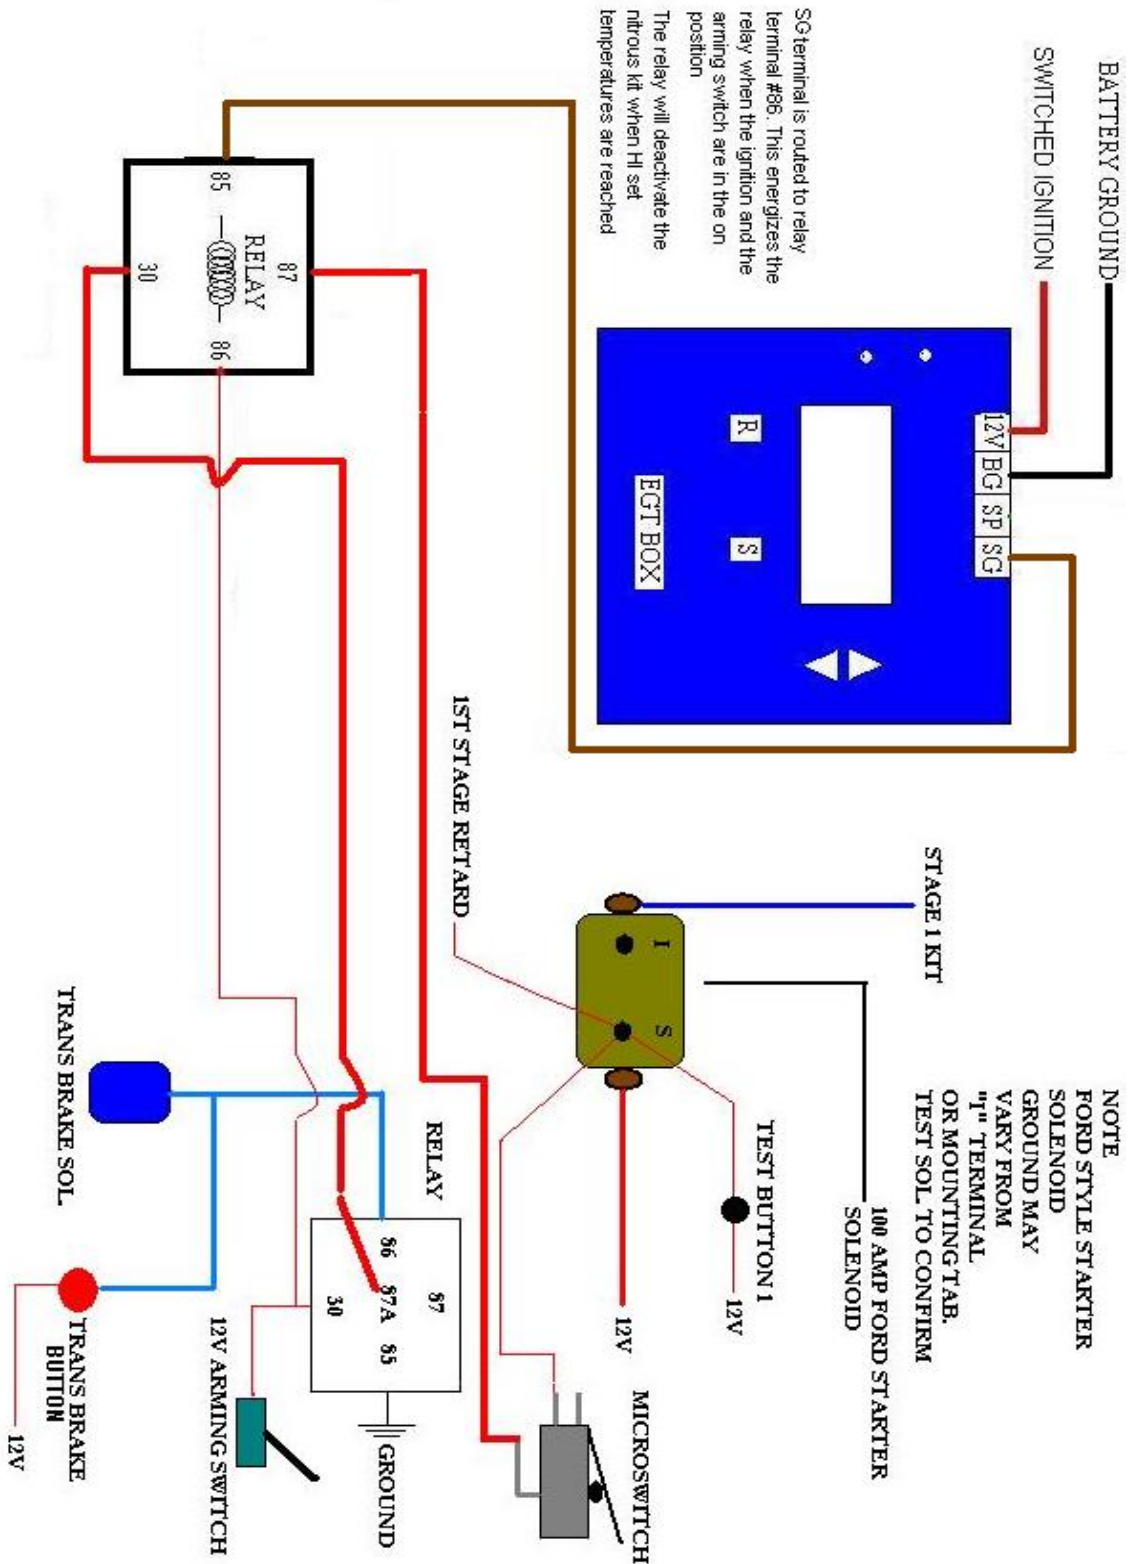 BATTERY GROUND
SWITCHED IGNITION
12V BG SP SG
R S
EGT BOX
SG terminal is routed to relay
terminal #86. This energizes the
relay when the ignition and the
arming switch are in the on
position
The relay will deactivate the
nitrous kit when HI set
temperatures are reached
NOTE
FORD STYLE STARTER
SOLENOID
GROUND MAY
VARY FROM
"I" TERMINAL
OR MOUNTING TAB.
TEST SOL. TO CONFIRM
STAGE 1 KIT
100 AMP FORD STARTER
SOLENOID
I S
TEST BUTTON 1
12V
12V
MICROSWITCH
1ST STAGE RETARD
87
85 RELAY 86
30
RELAY
87
86 87A 85
30
GROUND
12V ARMING SWITCH
TRANS BRAKE SOL.
TRANS BRAKE
BUTTON
12V